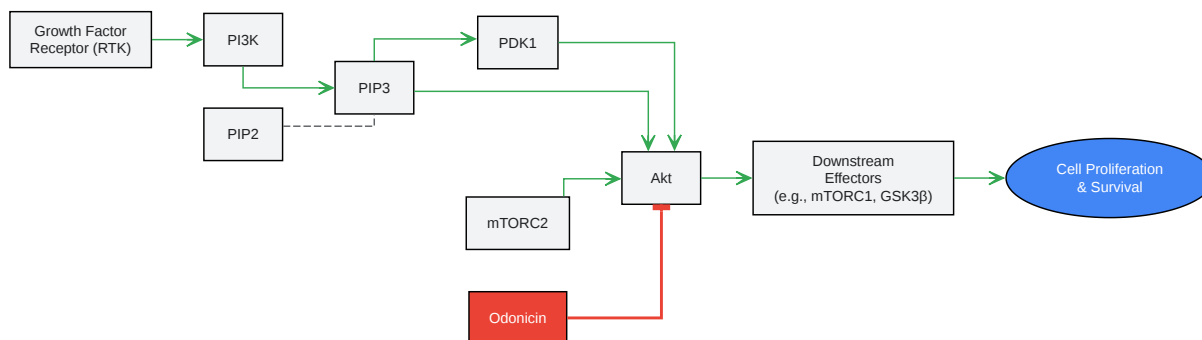 Growth Factor
Receptor (RTK)
PI3K
PDK1
PIP3
PIP2
Akt
Downstream
Effectors
(e.g., mTORC1, GSK3β)
Cell Proliferation
& Survival
mTORC2
Odonicin